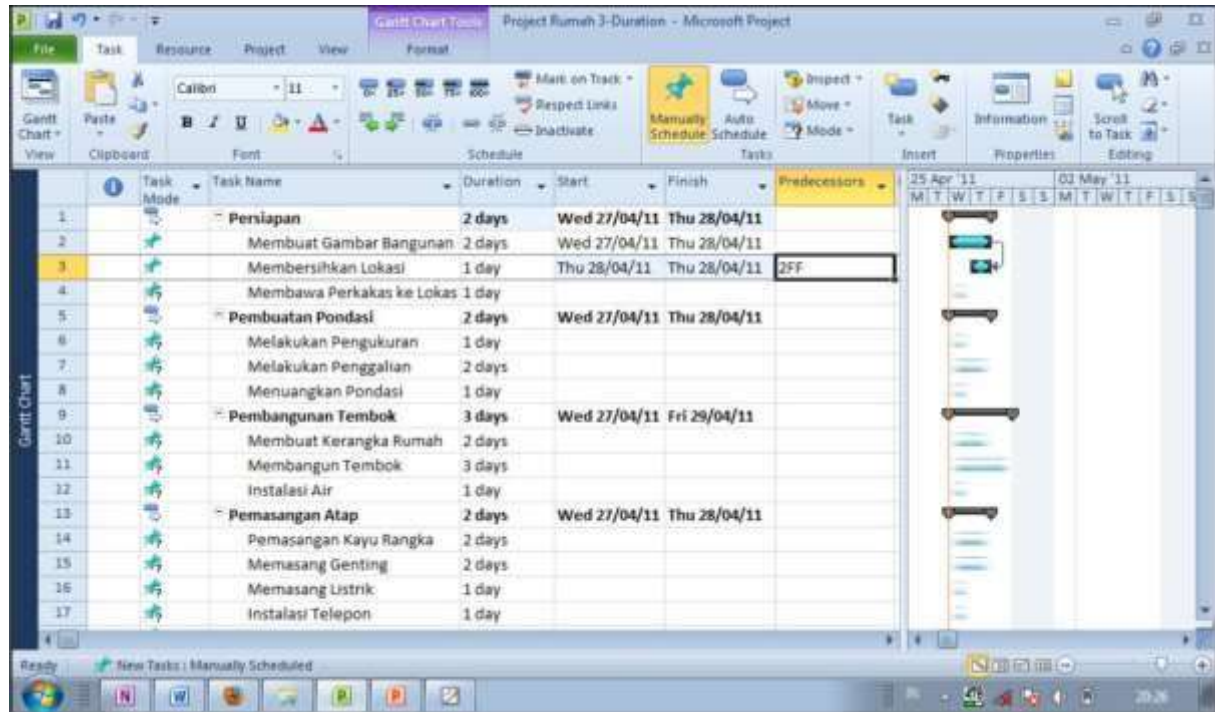 Gantt Chart Tools
Project Rumah 3-Duration - Microsoft Project
File Task Resource Project View Format
Gantt Chart
View
Paste
Clipboard
Calibri 11
B I U A
Font
Mark on Track
Respect Links
Inactivate
Schedule
Manually Schedule
Auto Schedule
Inspect
Move
Mode
Tasks
Task
Insert
Information
Properties
Scroll to Task
Editing
Task Mode Task Name Duration Start Finish Predecessors 25 Apr '11 02 May '11
M T W T F S S M T W T F S S
1 Persiapan 2 days Wed 27/04/11 Thu 28/04/11
2 Membuat Gambar Bangunan 2 days Wed 27/04/11 Thu 28/04/11
3 Membersihkan Lokasi 1 day Thu 28/04/11 Thu 28/04/11 2FF
4 Membawa Perkakas ke Lokas 1 day
5 Pembuatan Pondasi 2 days Wed 27/04/11 Thu 28/04/11
6 Melakukan Pengukuran 1 day
7 Melakukan Penggalian 2 days
8 Menuangkan Pondasi 1 day
9 Pembangunan Tembok 3 days Wed 27/04/11 Fri 29/04/11
10 Membuat Kerangka Rumah 2 days
11 Membangun Tembok 3 days
12 Instalasi Air 1 day
13 Pemasangan Atap 2 days Wed 27/04/11 Thu 28/04/11
14 Pemasangan Kayu Rangka 2 days
15 Memasang Genting 2 days
16 Memasang Listrik 1 day
17 Instalasi Telepon 1 day
Gantt Chart
Ready New Tasks : Manually Scheduled
20:26